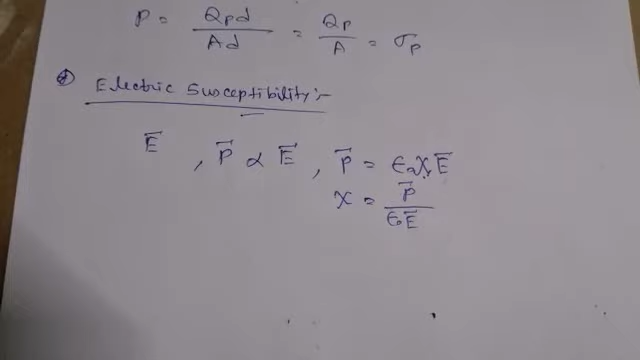 P = Qpd / Ad = Qp / A = σp
Electric Susceptibility:-
E̅ , P̅ ∝ E̅ , P̅ = ϵ₀χE̅
χ = P̅ / ϵ₀E̅